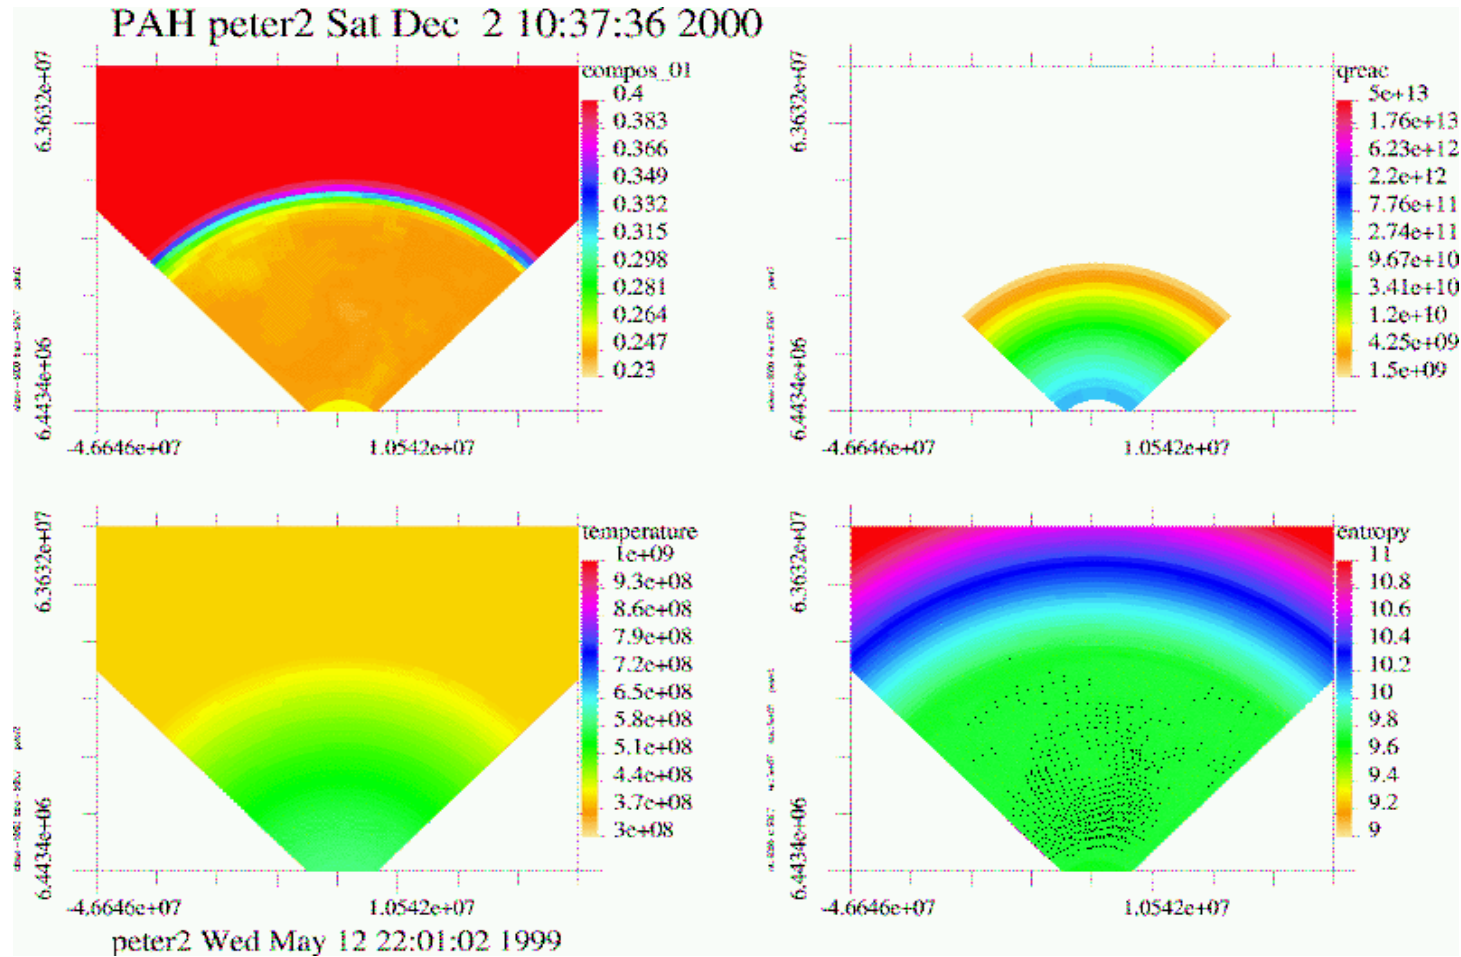 PAH peter2 Sat Dec 2 10:37:36 2000
compos_01
0.4
0.383
0.366
0.349
0.332
0.315
0.298
0.281
0.264
0.247
0.23
6.3632e+07
6.4434e+06
-4.6646e+07
1.0542e+07
qreac
5e+13
1.76e+13
6.23e+12
2.2e+12
7.76e+11
2.74e+11
9.67e+10
3.41e+10
1.2e+10
4.25e+09
1.5e+09
6.3632e+07
6.4434e+06
-4.6646e+07
1.0542e+07
temperature
1e+09
9.3e+08
8.6e+08
7.9e+08
7.2e+08
6.5e+08
5.8e+08
5.1e+08
4.4e+08
3.7e+08
3e+08
6.3632e+07
6.4434e+06
-4.6646e+07
1.0542e+07
entropy
11
10.8
10.6
10.4
10.2
10
9.8
9.6
9.4
9.2
9
6.3632e+07
6.4434e+06
-4.6646e+07
1.0542e+07
peter2 Wed May 12 22:01:02 1999